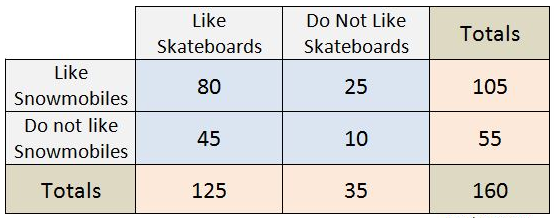 Like Skateboards
Do Not Like Skateboards
Totals
Like Snowmobiles
80
25
105
Do not like Snowmobiles
45
10
55
Totals
125
35
160